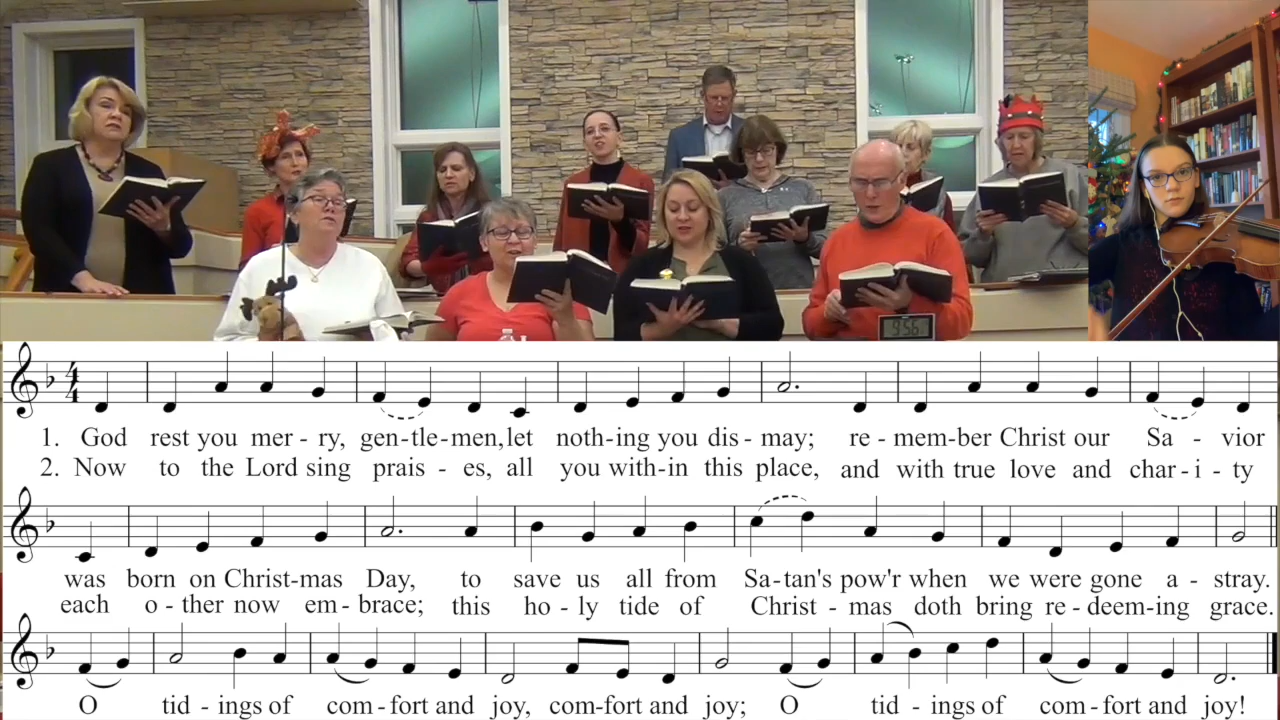 956
4
4
1. God rest you mer - ry, gen-tle-men, let noth-ing you dis - may; re - mem-ber Christ our Sa - vior
2. Now to the Lord sing prais - es, all you with-in this place, and with true love and char - i - ty
was born on Christ-mas Day, to save us all from Sa-tan's pow'r when we were gone a - stray.
each o - ther now em - brace; this ho - ly tide of Christ - mas doth bring re - deem-ing grace.
O tid - ings of com - fort and joy, com-fort and joy; O tid - ings of com - fort and joy!